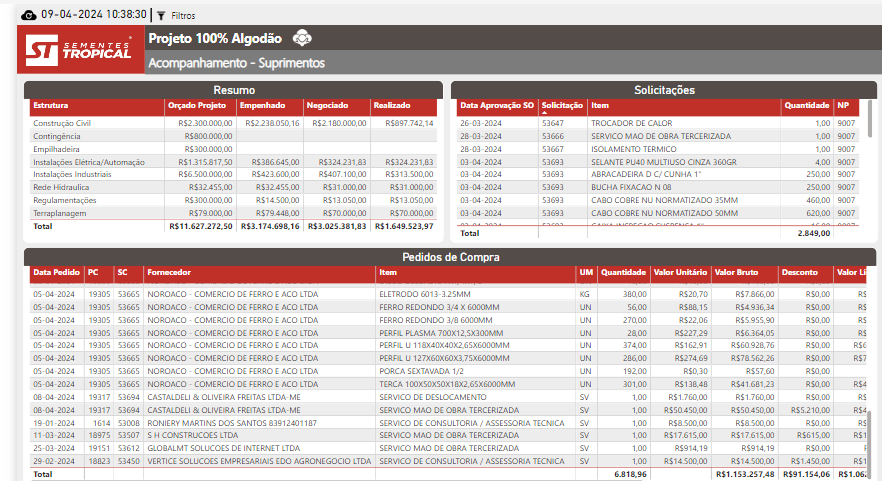 09-04-2024 10:38:30 Filtros
ST SEMENTES TROPICAL
Projeto 100% Algodão
Acompanhamento - Suprimentos
Resumo
Estrutura Orçado Projeto Empenhado Negociado Realizado
Construção Civil R$2.300.000,00 R$2.238.050,16 R$2.180.000,00 R$897.742,14
Contingência R$800.000,00
Empilhadeira R$300.000,00
Instalações Elétrica/Automação R$1.315.817,50 R$386.645,00 R$324.231,83 R$324.231,83
Instalações Industriais R$6.500.000,00 R$423.600,00 R$407.100,00 R$313.500,00
Rede Hidraulica R$32.455,00 R$32.455,00 R$31.000,00 R$31.000,00
Regulamentações R$300.000,00 R$14.500,00 R$13.050,00 R$13.050,00
Terraplanagem R$79.000,00 R$79.448,00 R$70.000,00 R$70.000,00
Total R$11.627.272,50 R$3.174.698,16 R$3.025.381,83 R$1.649.523,97
Solicitações
Data Aprovação SO Solicitação Item Quantidade NP
26-03-2024 53647 TROCADOR DE CALOR 1,00 9007
28-03-2024 53666 SERVICO MAO DE OBRA TERCERIZADA 1,00 9007
28-03-2024 53667 ISOLAMENTO TERMICO 1,00 9007
03-04-2024 53693 SELANTE PU40 MULTIUSO CINZA 360GR 4,00 9007
03-04-2024 53693 ABRACADEIRA D C/ CUNHA 1" 250,00 9007
03-04-2024 53693 BUCHA FIXACAO N 08 250,00 9007
03-04-2024 53693 CABO COBRE NU NORMATIZADO 35MM 460,00 9007
03-04-2024 53693 CABO COBRE NU NORMATIZADO 50MM 620,00 9007
Total 2.849,00
Pedidos de Compra
Data Pedido PC SC Fornecedor Item UM Quantidade Valor Unitário Valor Bruto Desconto Valor Lí
05-04-2024 19305 53665 NOROACO - COMERCIO DE FERRO E ACO LTDA ELETRODO 6013-3.25MM KG 380,00 R$20,70 R$7.866,00 R$0,00 R$
05-04-2024 19305 53665 NOROACO - COMERCIO DE FERRO E ACO LTDA FERRO REDONDO 3/4 X 6000MM UN 56,00 R$88,15 R$4.936,34 R$0,00 R$
05-04-2024 19305 53665 NOROACO - COMERCIO DE FERRO E ACO LTDA FERRO REDONDO 3/8 6000MM UN 270,00 R$22,06 R$5.955,90 R$0,00 R$
05-04-2024 19305 53665 NOROACO - COMERCIO DE FERRO E ACO LTDA PERFIL PLASMA 700X12,5X300MM UN 28,00 R$227,29 R$6.364,05 R$0,00 R$
05-04-2024 19305 53665 NOROACO - COMERCIO DE FERRO E ACO LTDA PERFIL U 118X40X40X2,65X6000MM UN 374,00 R$162,91 R$60.928,76 R$0,00 R$6
05-04-2024 19305 53665 NOROACO - COMERCIO DE FERRO E ACO LTDA PERFIL U 127X60X60X3,75X6000MM UN 286,00 R$274,69 R$78.562,26 R$0,00 R$7
05-04-2024 19305 53665 NOROACO - COMERCIO DE FERRO E ACO LTDA PORCA SEXTAVADA 1/2 UN 192,00 R$0,30 R$57,60 R$0,00
05-04-2024 19305 53665 NOROACO - COMERCIO DE FERRO E ACO LTDA TERCA 100X50X50X18X2,65X6000MM UN 301,00 R$138,48 R$41.681,23 R$0,00 R$4
08-04-2024 19317 53694 CASTALDELI & OLIVEIRA FREITAS LTDA-ME SERVICO DE DESLOCAMENTO SV 1,00 R$1.760,00 R$1.760,00 R$0,00 R$
08-04-2024 19317 53694 CASTALDELI & OLIVEIRA FREITAS LTDA-ME SERVICO MAO DE OBRA TERCERIZADA SV 1,00 R$50.450,00 R$50.450,00 R$5.210,00 R$4
19-01-2024 1614 53008 RONIERY MARTINS DOS SANTOS 83912401187 SERVICO DE CONSULTORIA / ASSESSORIA TECNICA SV 1,00 R$8.500,00 R$8.500,00 R$0,00 R$
11-03-2024 18975 53507 S H CONSTRUCOES LTDA SERVICO MAO DE OBRA TERCERIZADA SV 1,00 R$17.615,00 R$17.615,00 R$615,00 R$1
25-03-2024 19151 53612 GLOBALMT SOLUCOES DE INTERNET LTDA SERVICO MAO DE OBRA TERCERIZADA SV 1,00 R$914,19 R$914,19 R$0,00 R$
29-02-2024 18823 53450 VERTICE SOLUCOES EMPRESARIAIS EDO AGRONEGOCIO LTDA SERVICO DE CONSULTORIA / ASSESSORIA TECNICA SV 1,00 R$14.500,00 R$14.500,00 R$1.450,00 R$1
Total 6.818,96 R$1.153.257,48 R$91.154,06 R$1.062